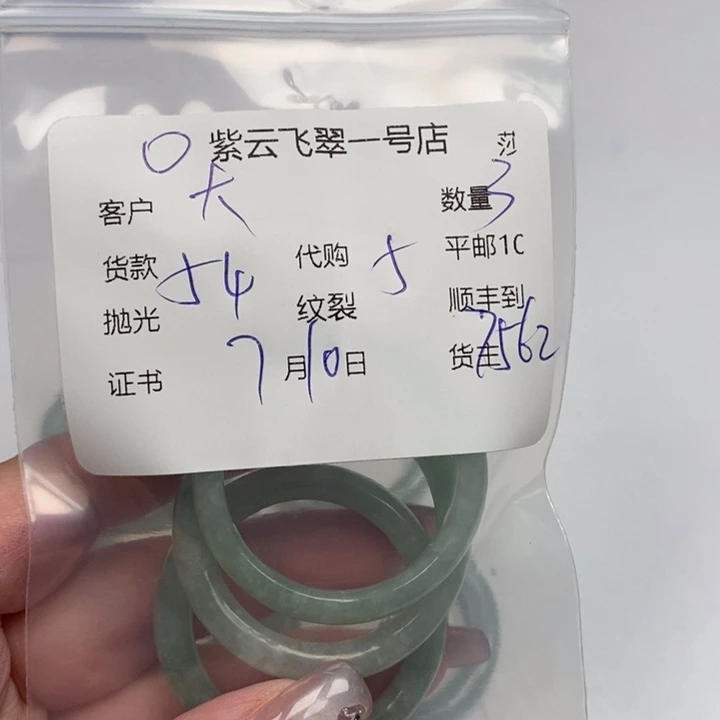 O 紫云飞翠一号店 莎
客户 大 数量 3
货款 54 代购 5 平邮1C
抛光 纹裂 顺丰到
证书 7月10日 货主 7562